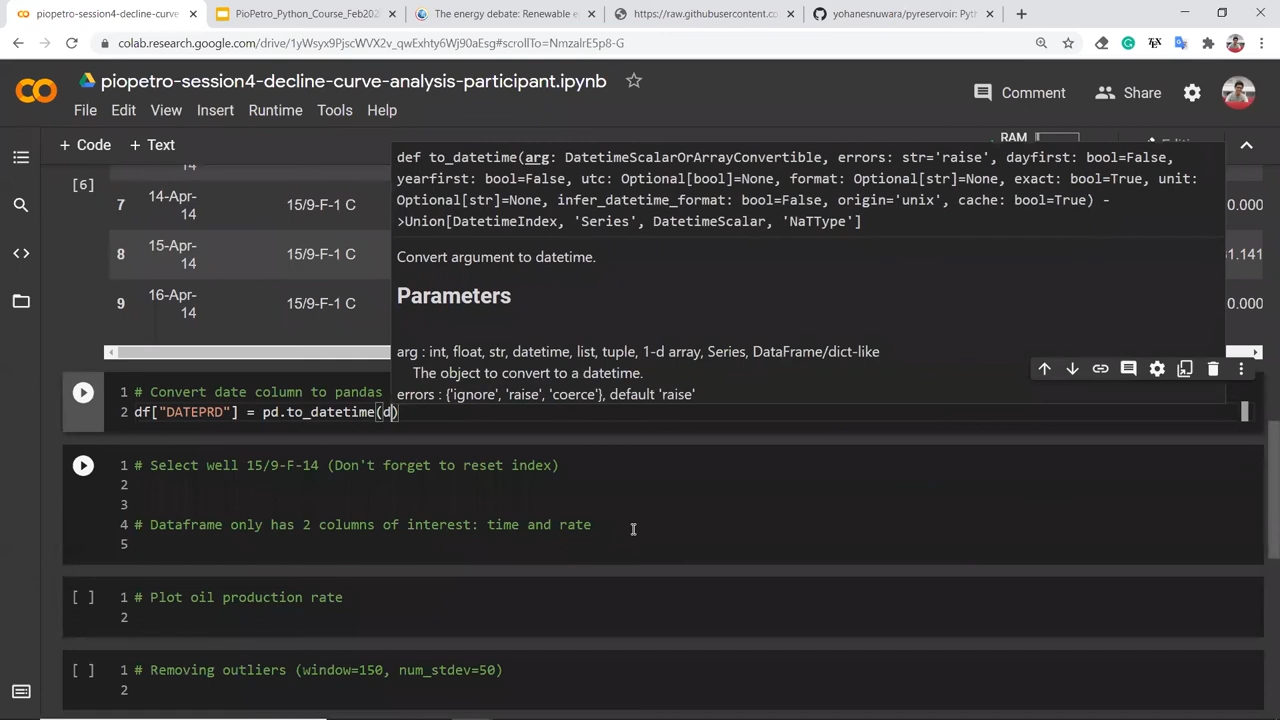 piopetro-session4-decline-curve
PioPetro_Python_Course_Feb202
The energy debate: Renewable e
https://raw.githubusercontent.co
yohanesnuwara/pyreservoir: Pyth
colab.research.google.com/drive/1yWsyx9PjscWVX2v_qwExhty6Wj90aEsg#scrollTo=NmzalrE5p8-G
piopetro-session4-decline-curve-analysis-participant.ipynb
Comment
Share
File Edit View Insert Runtime Tools Help
+ Code + Text
RAM
def to_datetime(arg: DatetimeScalarOrArrayConvertible, errors: str='raise', dayfirst: bool=False,
yearfirst: bool=False, utc: Optional[bool]=None, format: Optional[str]=None, exact: bool=True, unit:
Optional[str]=None, infer_datetime_format: bool=False, origin='unix', cache: bool=True) -
>Union[DatetimeIndex, 'Series', DatetimeScalar, 'NaTType']
Convert argument to datetime.
Parameters
arg : int, float, str, datetime, list, tuple, 1-d array, Series, DataFrame/dict-like
The object to convert to a datetime.
errors : {'ignore', 'raise', 'coerce'}, default 'raise'
[6]
14
7 14-Apr-14 15/9-F-1 C 0.000
8 15-Apr-14 15/9-F-1 C 1.141
9 16-Apr-14 15/9-F-1 C 0.000
1 # Convert date column to pandas
2 df["DATEPRD"] = pd.to_datetime(d)
1 # Select well 15/9-F-14 (Don't forget to reset index)
2
3
4 # Dataframe only has 2 columns of interest: time and rate
5
[ ] 1 # Plot oil production rate
2
[ ] 1 # Removing outliers (window=150, num_stdev=50)
2